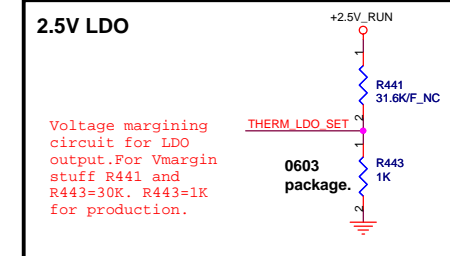 2.5V LDO
+2.5V_RUN
1
R441
31.6K/F_NC
2
THERM_LDO_SET
Voltage margining
circuit for LDO
output.For Vmargin
stuff R441 and
R443=30K. R443=1K
for production.
1
0603
package.
R443
1K
2